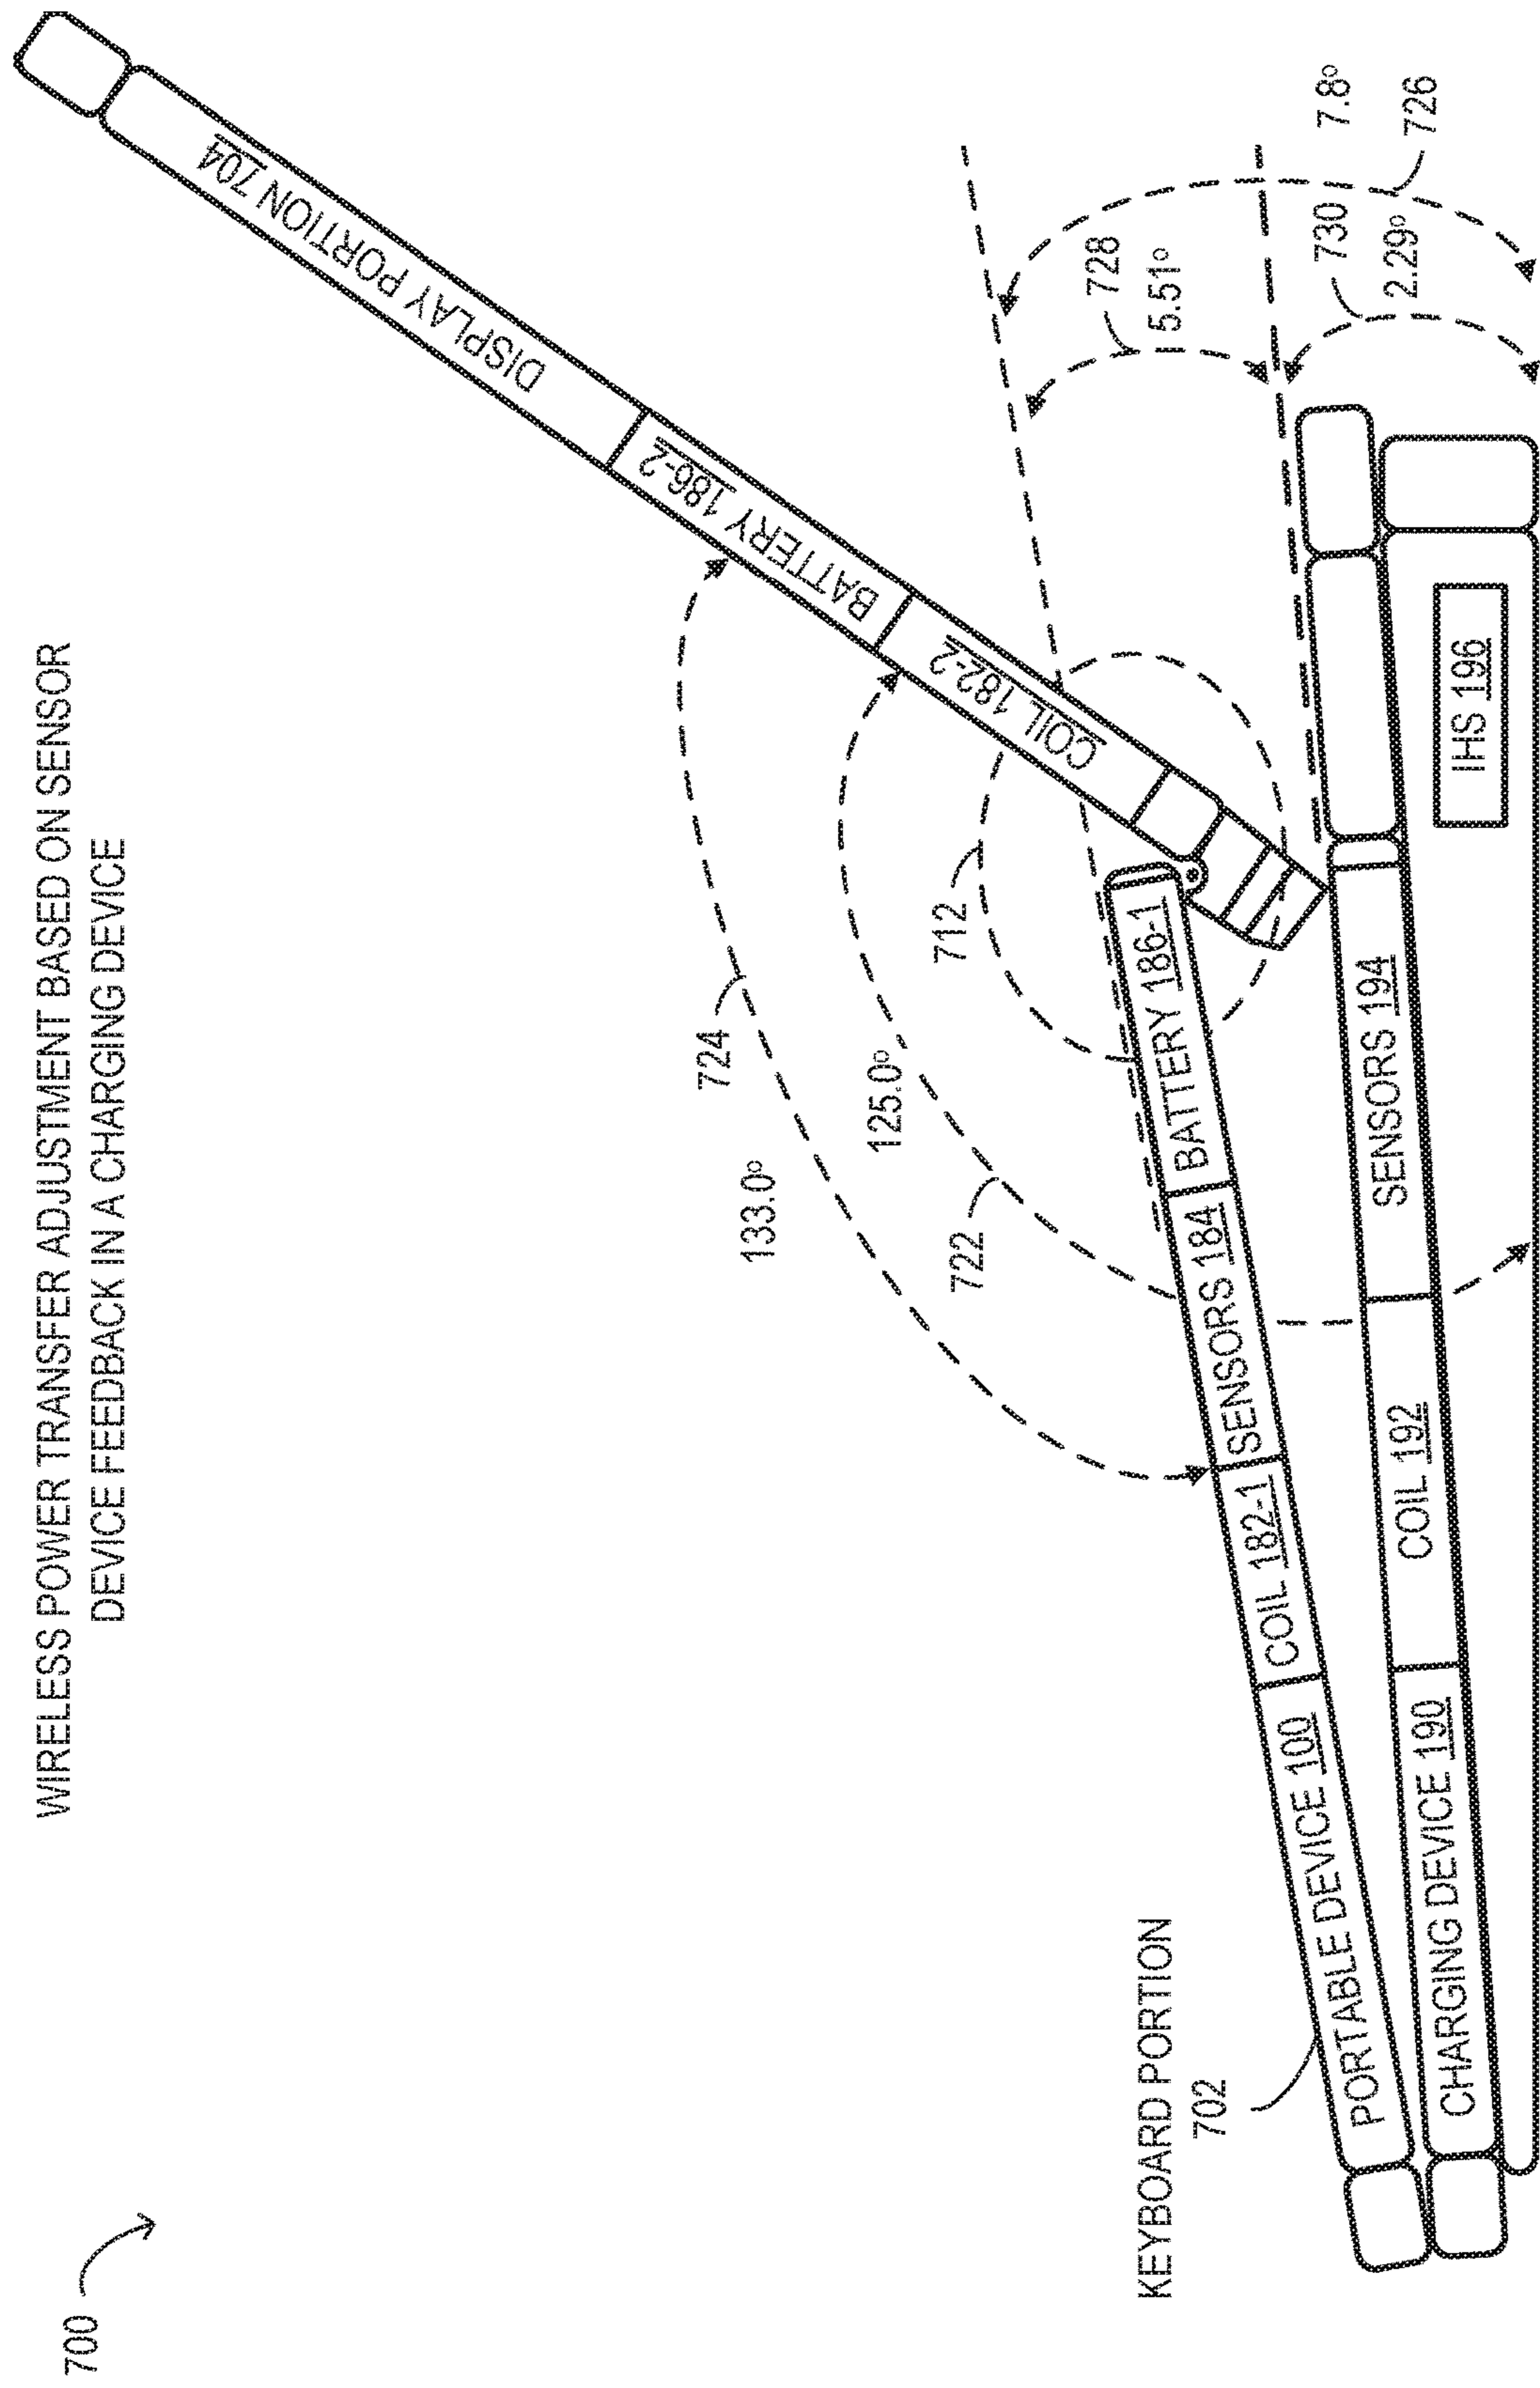 WIRELESS POWER TRANSFER ADJUSTMENT BASED ON SENSOR
DEVICE FEEDBACK IN A CHARGING DEVICE
700
DISPLAY PORTION 704
BATTERY 186-2
COIL 182-2
724
133.0°
125.0°
722
712
728
5.51°
7.8°
726
730
2.29°
KEYBOARD PORTION
702
PORTABLE DEVICE 100
COIL 182-1
SENSORS 184
BATTERY 186-1
CHARGING DEVICE 190
COIL 192
SENSORS 194
IHS 196